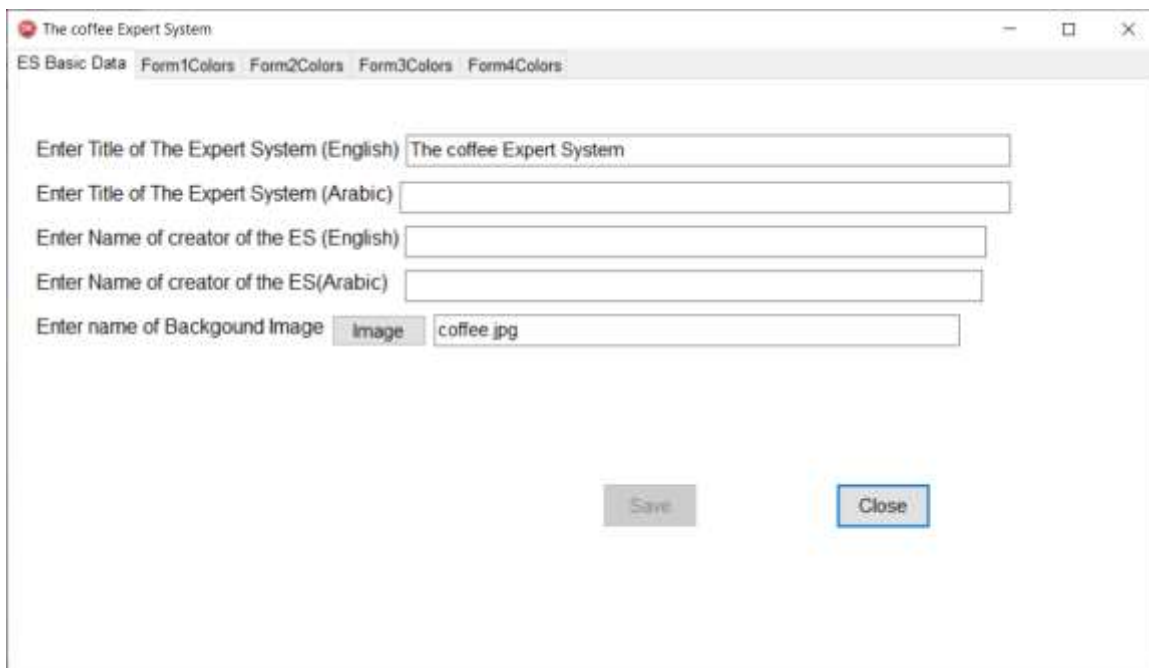 The coffee Expert System
ES Basic Data Form1Colors Form2Colors Form3Colors Form4Colors
Enter Title of The Expert System (English) The coffee Expert System
Enter Title of The Expert System (Arabic)
Enter Name of creator of the ES (English)
Enter Name of creator of the ES(Arabic)
Enter name of Backgound Image Image coffee.jpg
Save Close